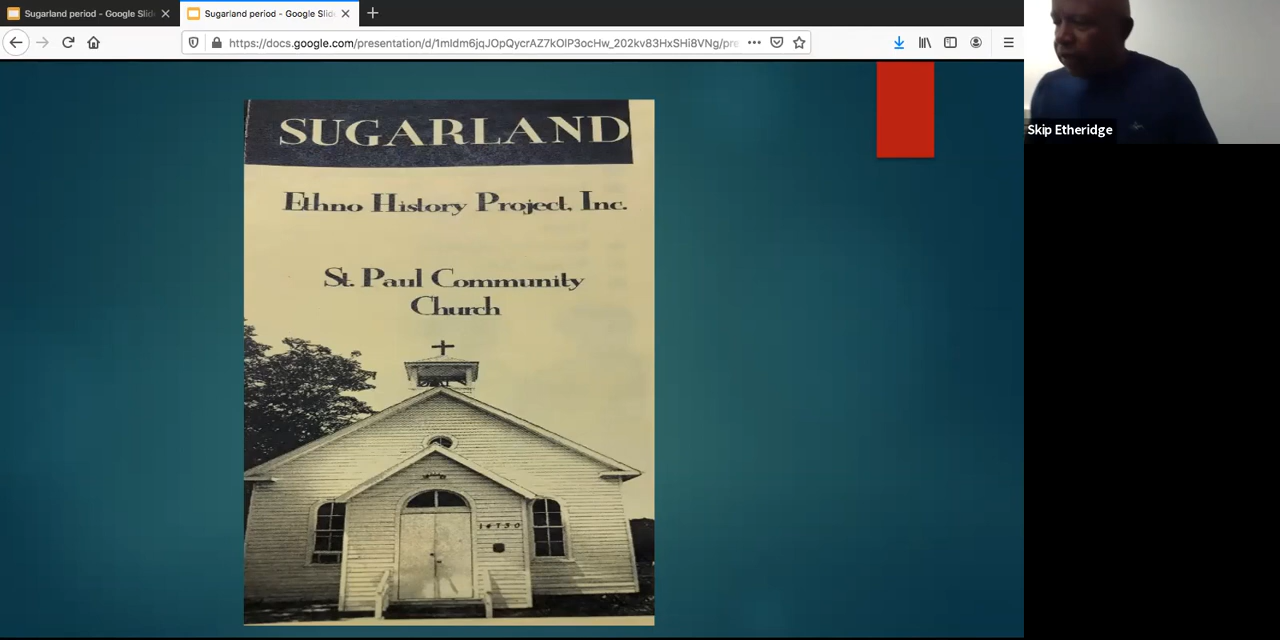 Sugarland period - Google Slid
Sugarland period - Google Slid
https://docs.google.com/presentation/d/1mldm6jqJOpQycrAZ7kOlP3ocHw_202kv83HxSHi8VNg/pre
Skip Etheridge
SUGARLAND
Ethno History Project, Inc.
St. Paul Community
Church
14730